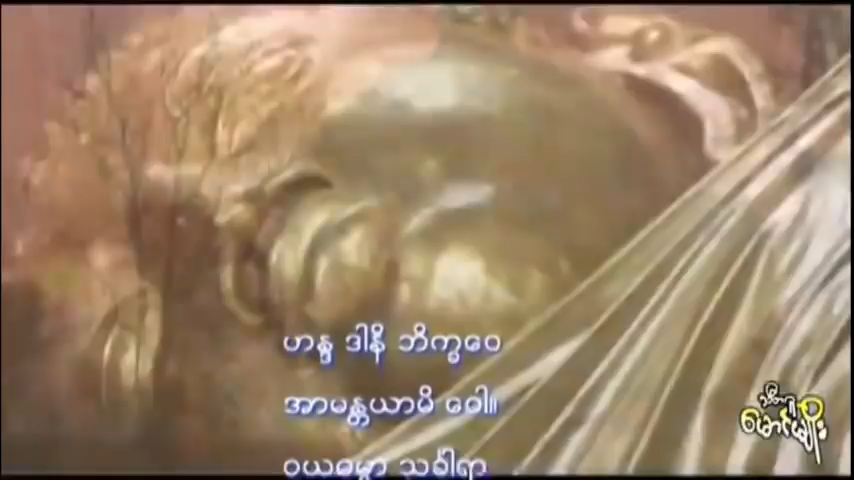 ဟန္ဒ ဒါနိ ဘိက္ခဝေ
အာမန္တယာမိ ဝေါ။
ဝယဓမ္မာ သင်္ခါရာ